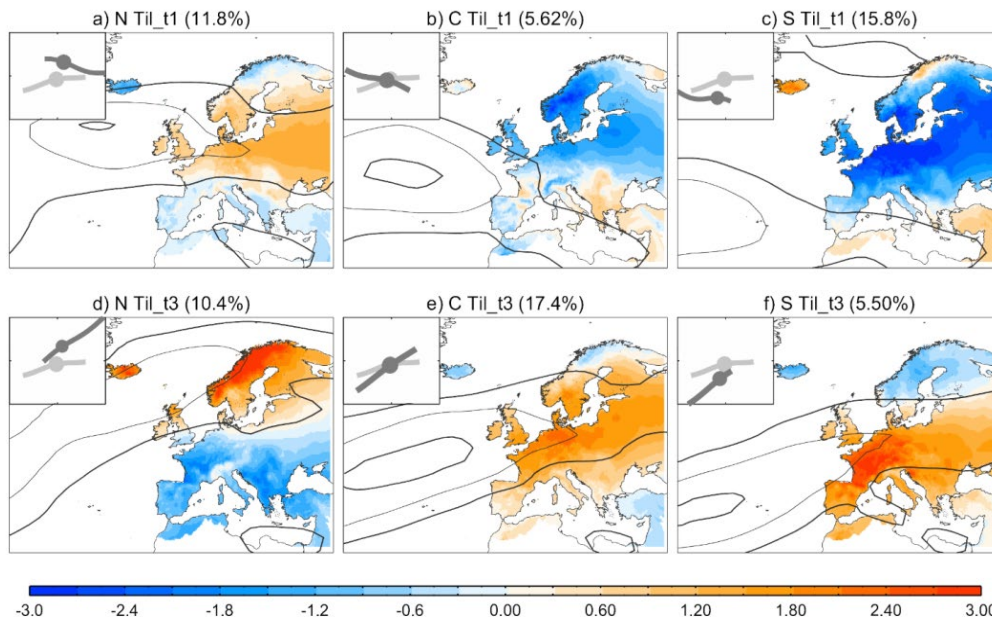 a) N Til_t1 (11.8%)
b) C Til_t1 (5.62%)
c) S Til_t1 (15.8%)
d) N Til_t3 (10.4%)
e) C Til_t3 (17.4%)
f) S Til_t3 (5.50%)
-3.0 -2.4 -1.8 -1.2 -0.6 0.00 0.60 1.20 1.80 2.40 3.00